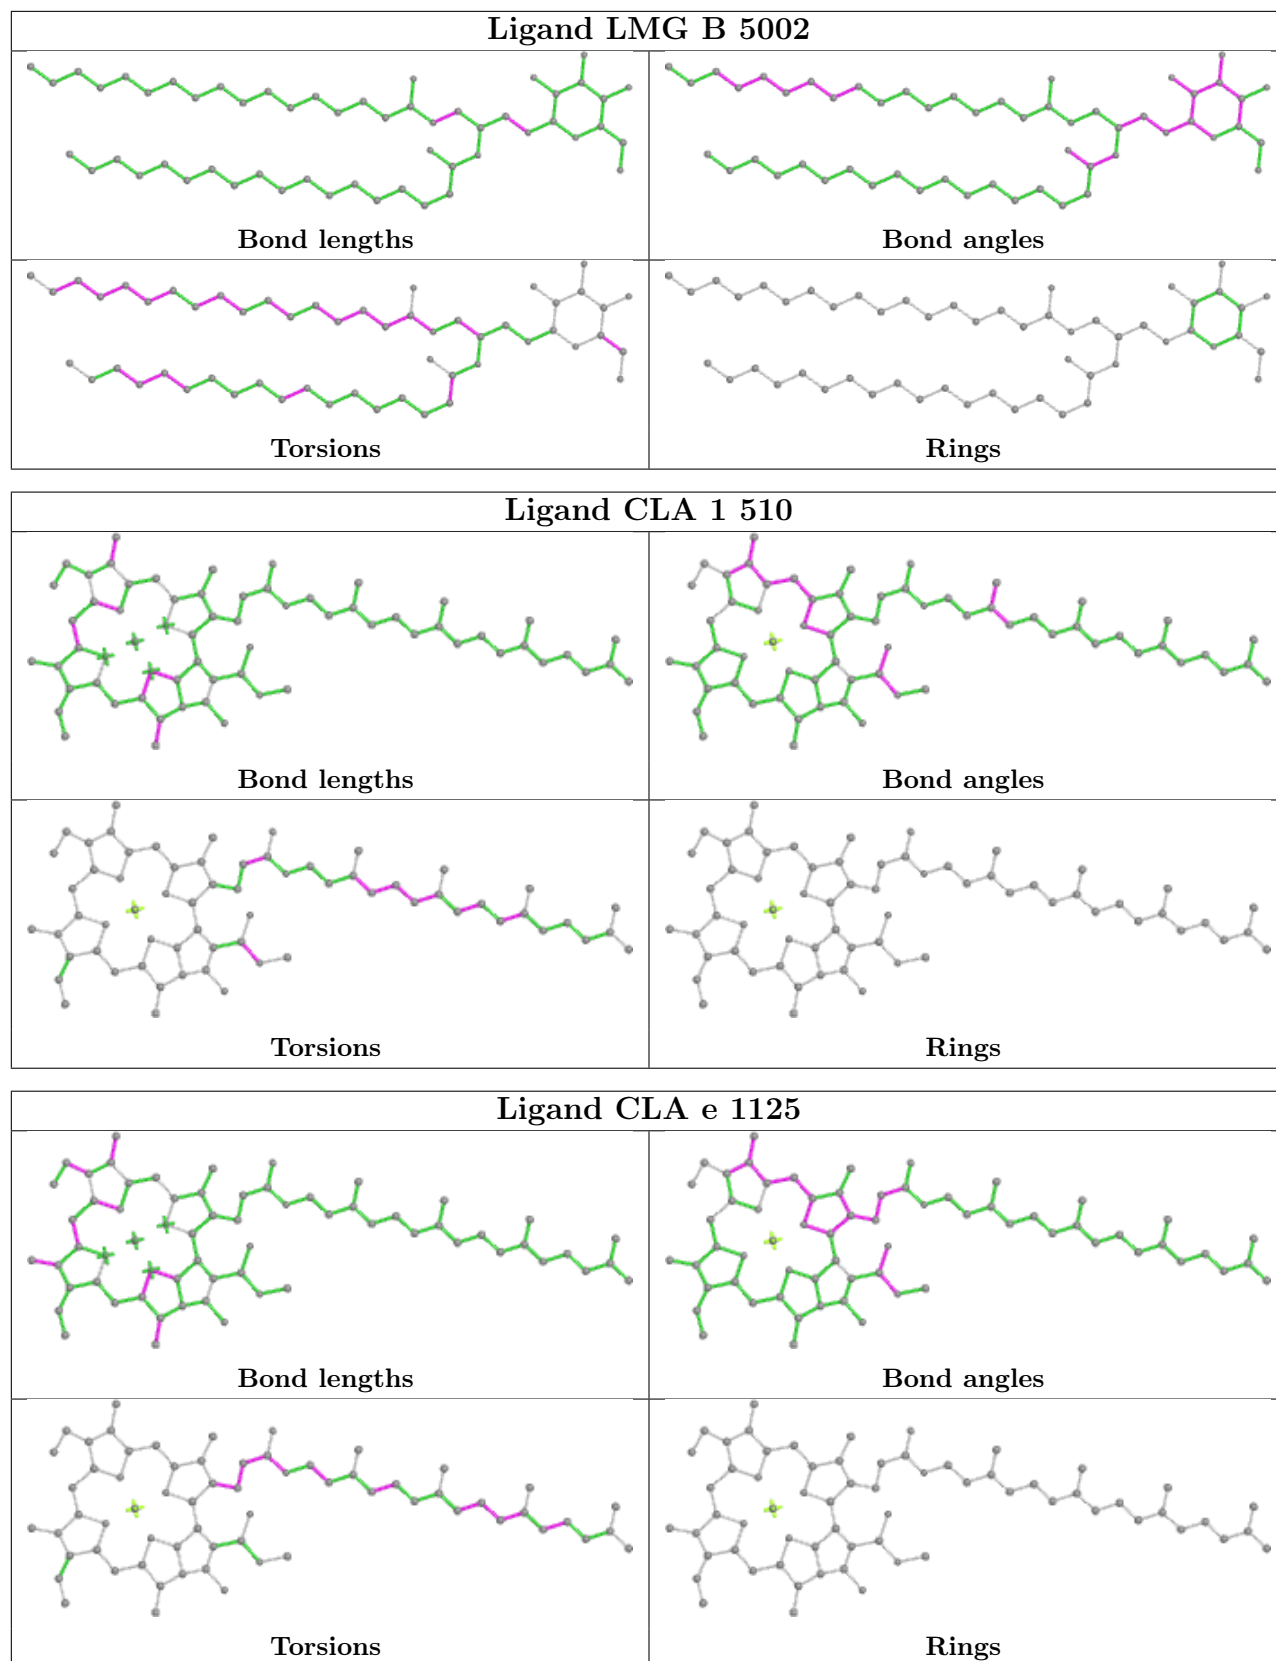 Ligand LMG B 5002
Bond lengths
Bond angles
Torsions
Rings
Ligand CLA 1 510
Bond lengths
Bond angles
Torsions
Rings
Ligand CLA e 1125
Bond lengths
Bond angles
Torsions
Rings